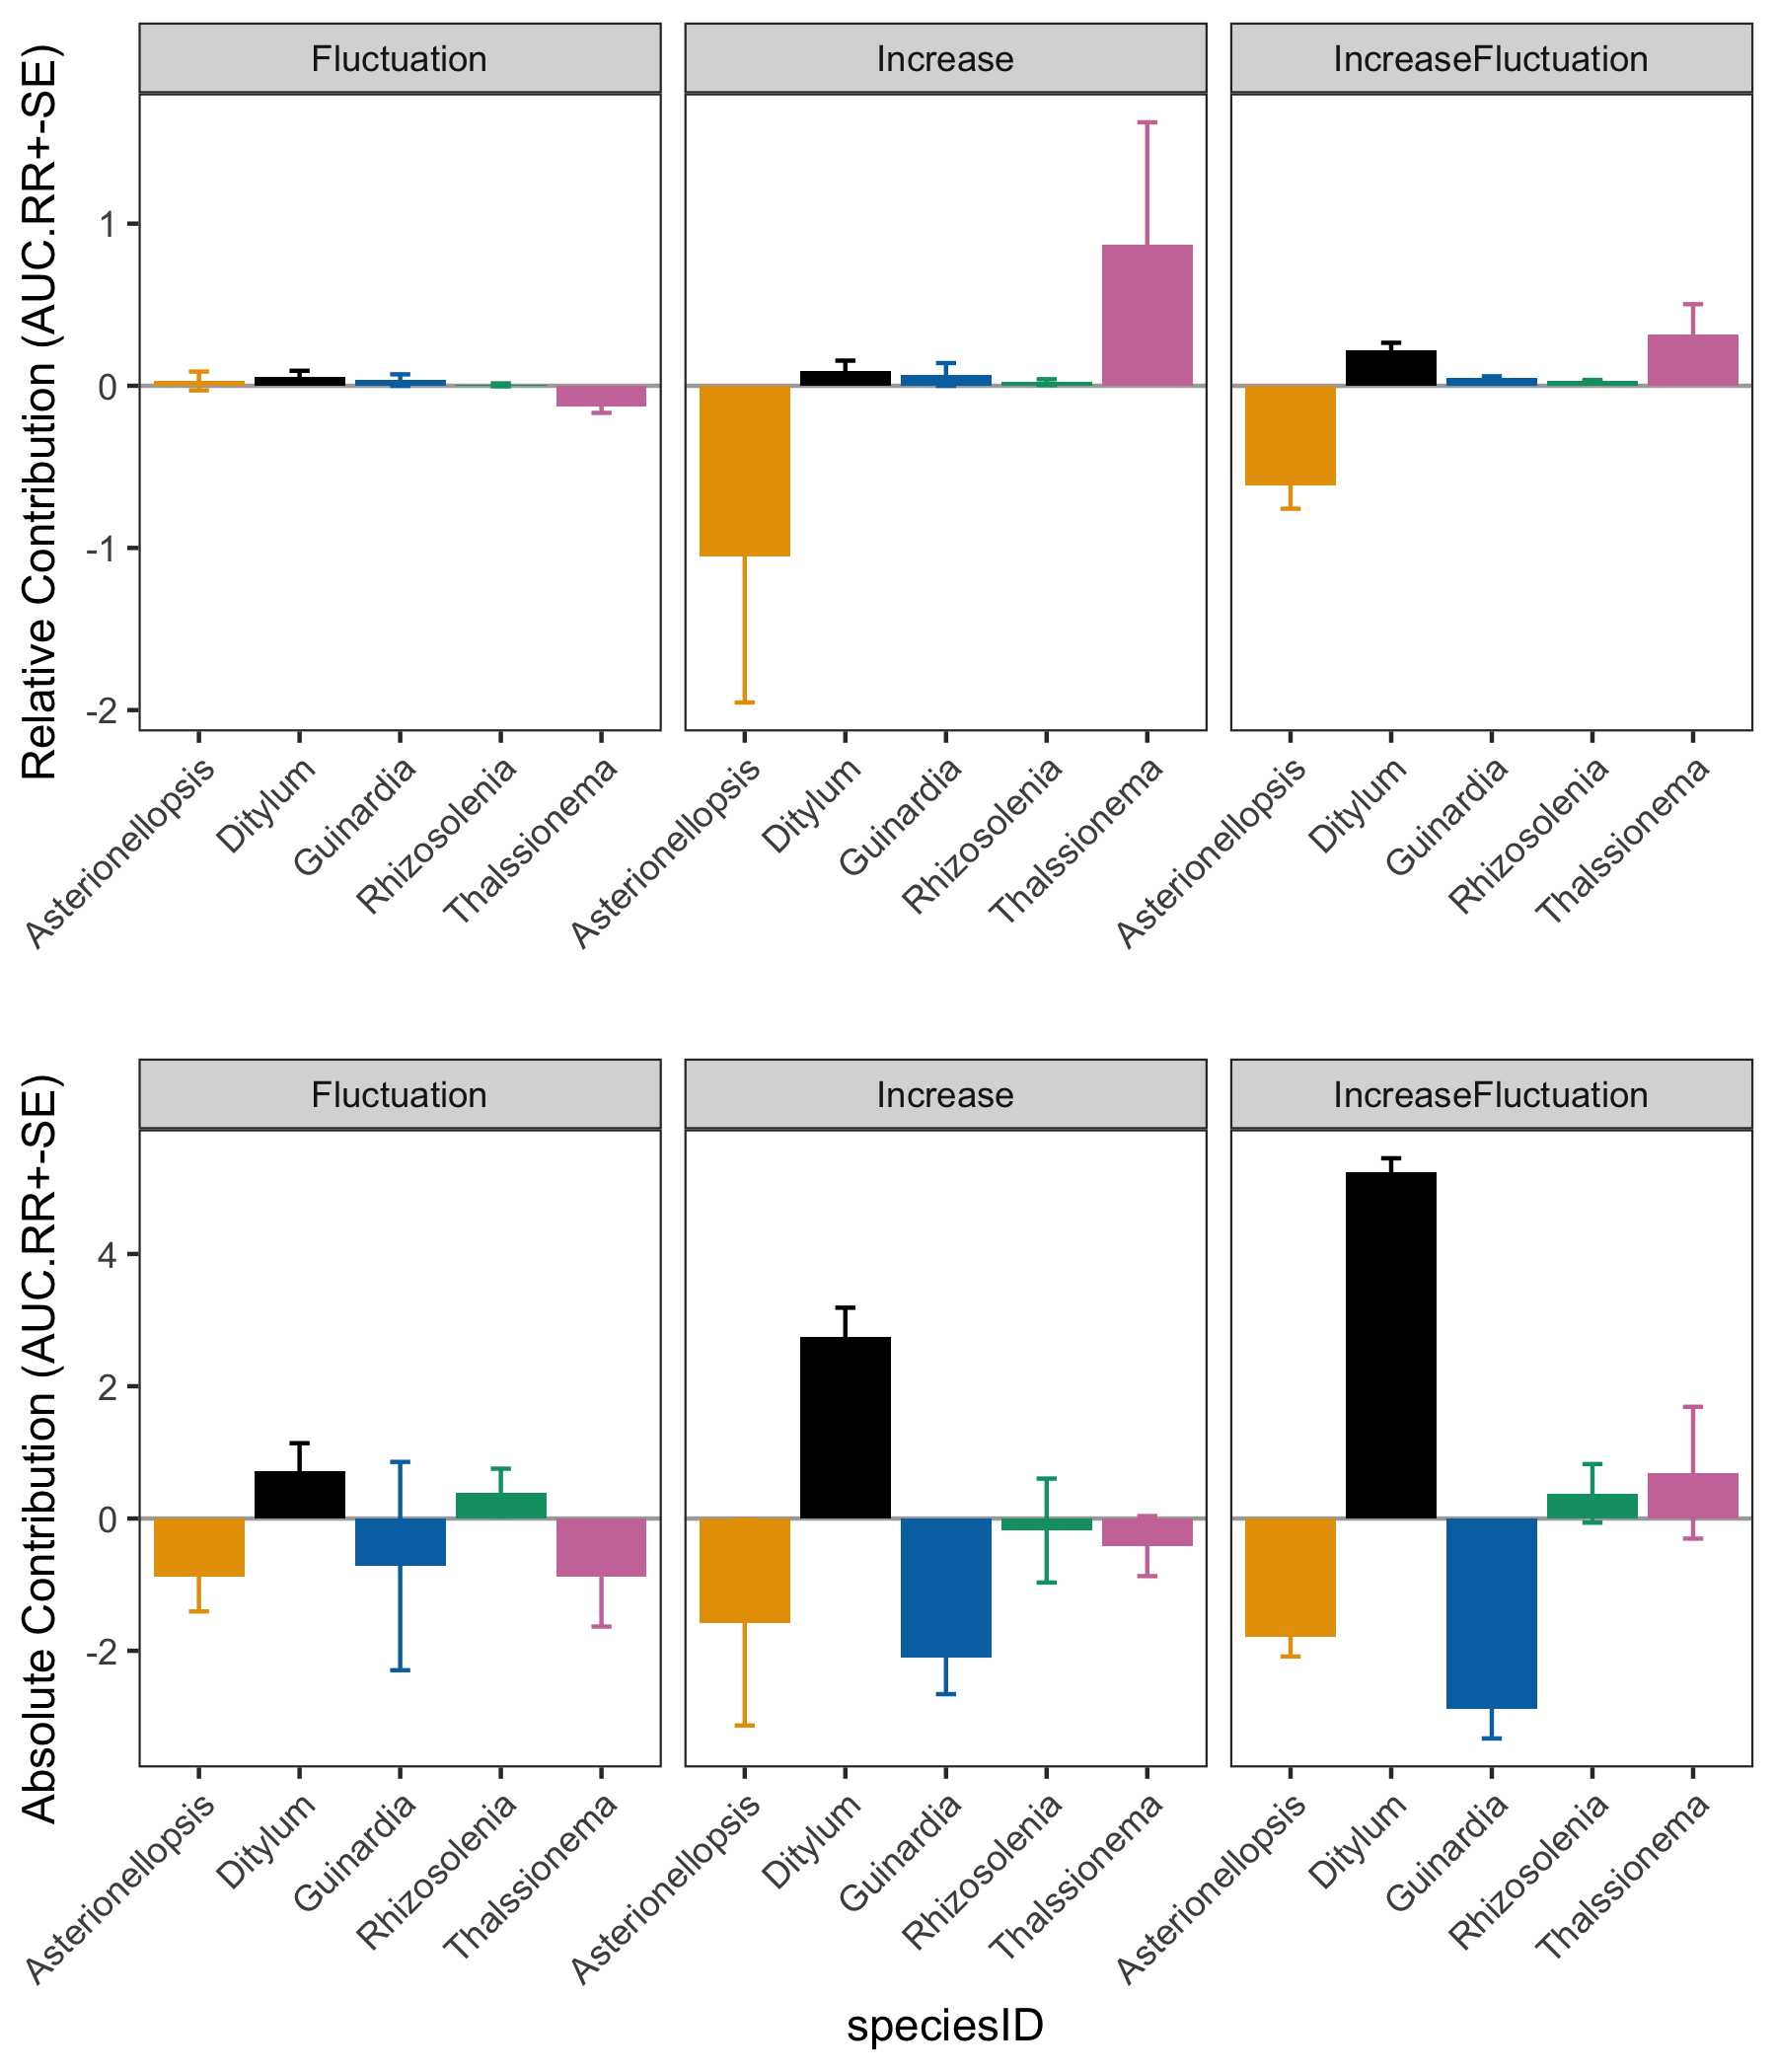 Fluctuation Increase IncreaseFluctuation
Relative Contribution (AUC.RR+-SE)
1
0
-1
-2
Asterionellopsis Ditylum Guinardia Rhizosolenia Thalssionema Asterionellopsis Ditylum Guinardia Rhizosolenia Thalssionema Asterionellopsis Ditylum Guinardia Rhizosolenia Thalssionema
Fluctuation Increase IncreaseFluctuation
Absolute Contribution (AUC.RR+-SE)
4
2
0
-2
Asterionellopsis Ditylum Guinardia Rhizosolenia Thalssionema Asterionellopsis Ditylum Guinardia Rhizosolenia Thalssionema Asterionellopsis Ditylum Guinardia Rhizosolenia Thalssionema
speciesID